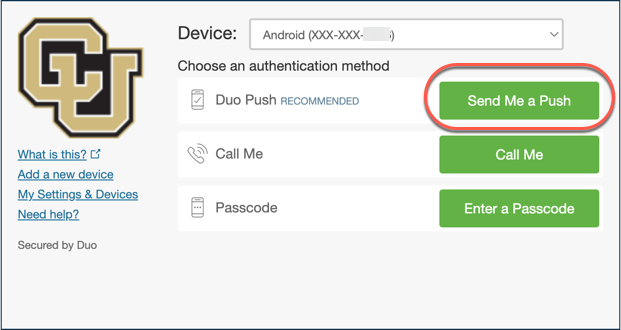 CU
Device: Android (XXX-XXX-
Choose an authentication method
Duo Push RECOMMENDED Send Me a Push
Call Me Call Me
Passcode Enter a Passcode
What is this?
Add a new device
My Settings & Devices
Need help?
Secured by Duo